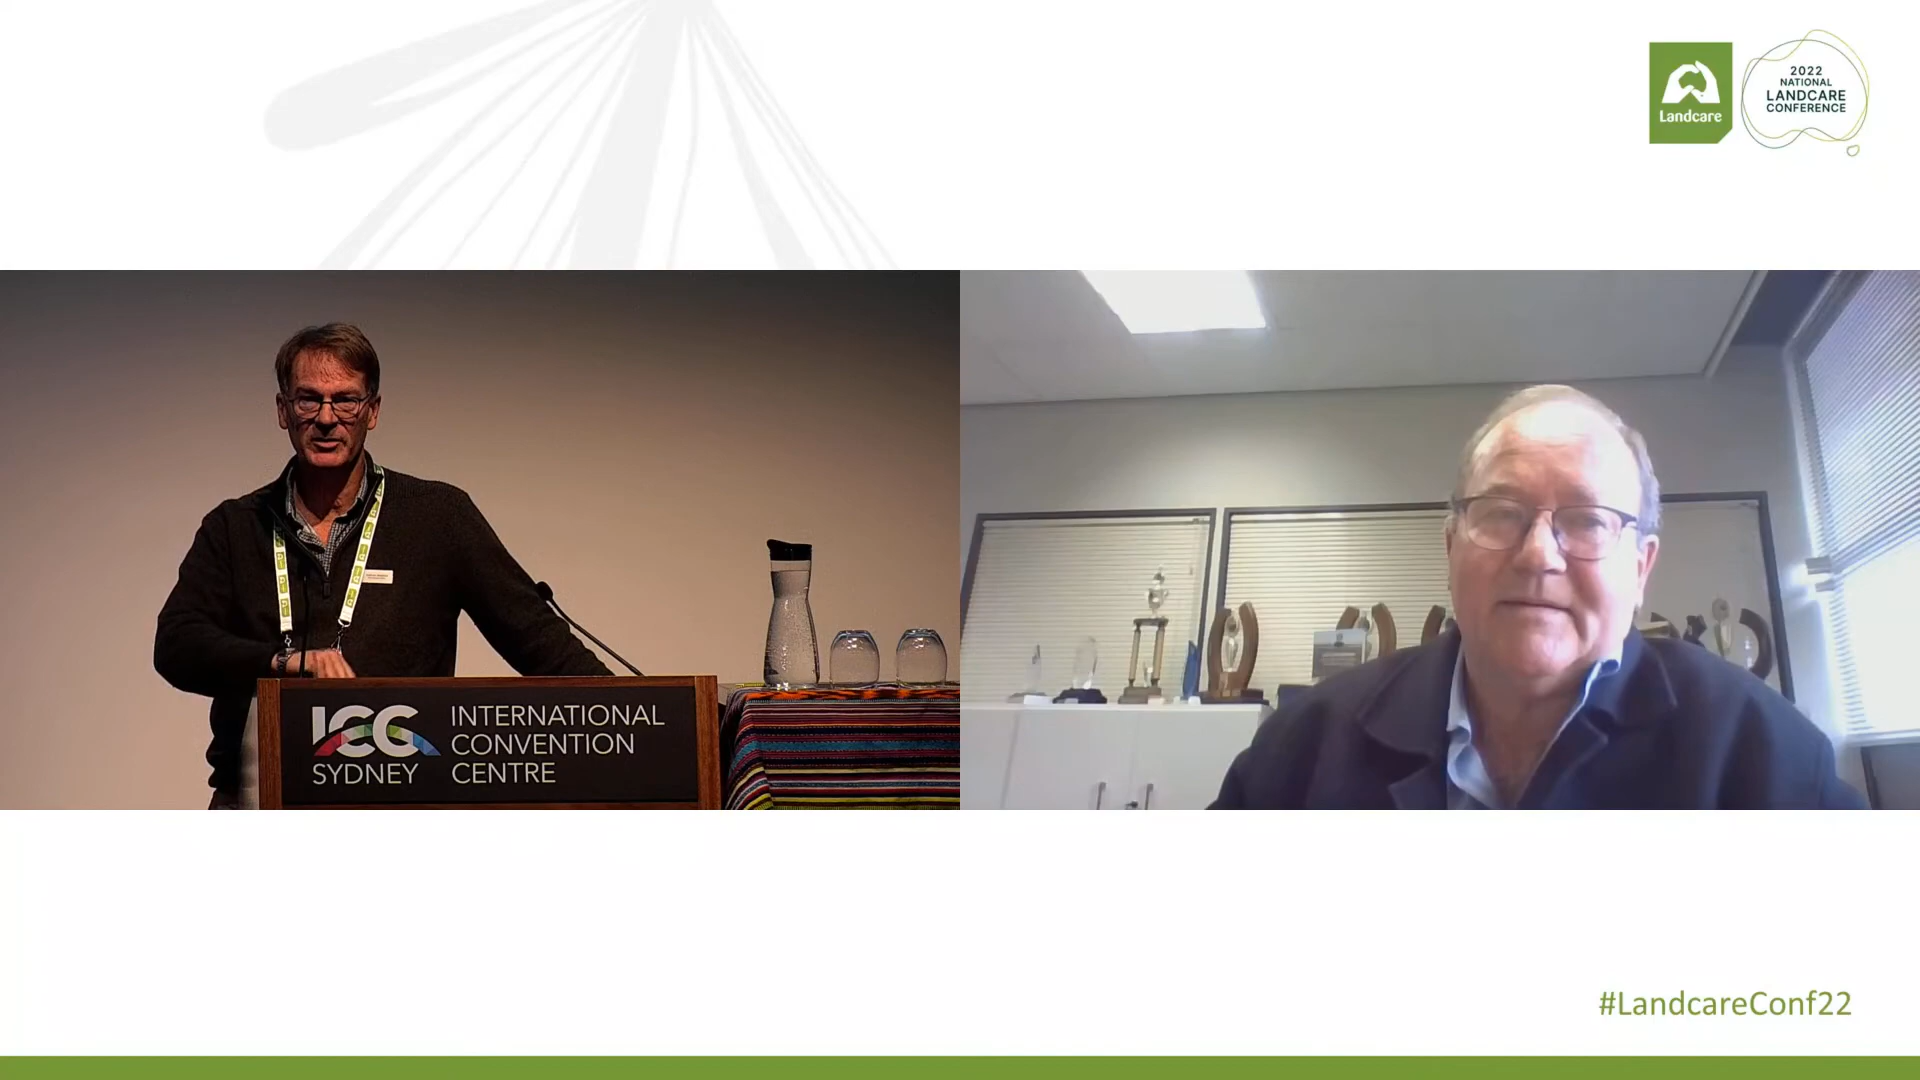 2022
NATIONAL
LANDCARE
CONFERENCE
Landcare
ICC
SYDNEY
INTERNATIONAL
CONVENTION
CENTRE
#LandcareConf22